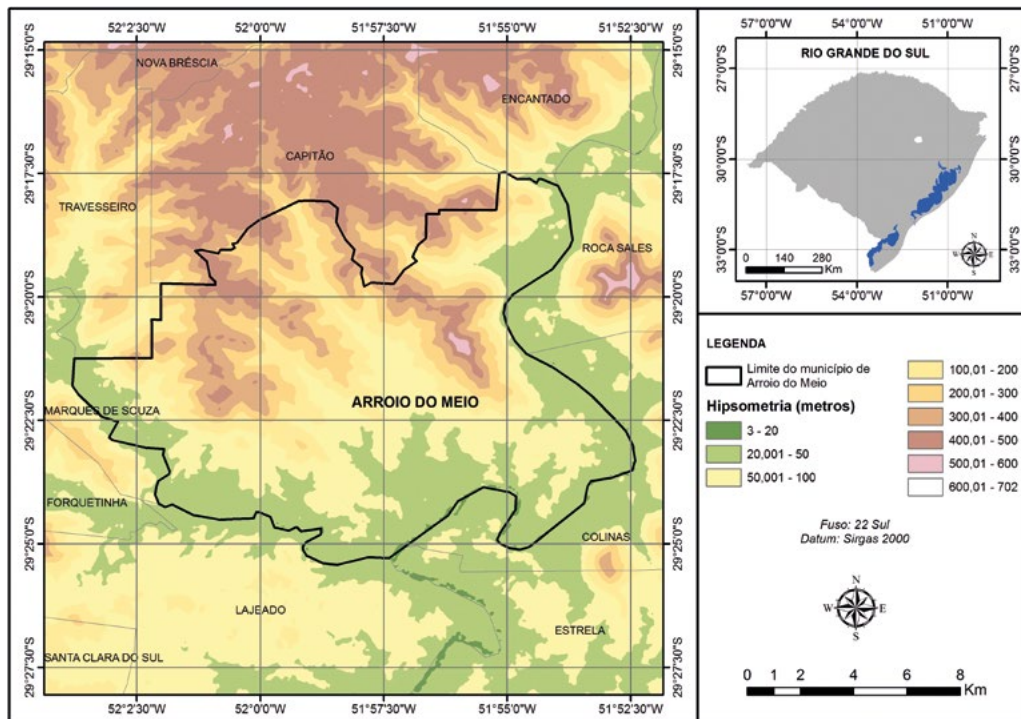 52°2'30"W
52°0'0"W
51°57'30"W
51°55'0"W
51°52'30"W
29°15'0"S
29°17'30"S
29°20'0"S
29°22'30"S
29°25'0"S
29°27'30"S
NOVA BRÉSCIA
ENCANTADO
CAPITÃO
TRAVESSEIRO
ROCA SALES
ARROIO DO MEIO
MARQUES DE SOUZA
FORQUETINHA
COLINAS
LAJEADO
ESTRELA
SANTA CLARA DO SUL
29°15'0"S
29°17'30"S
29°20'0"S
29°22'30"S
29°25'0"S
29°27'30"S
52°2'30"W
52°0'0"W
51°57'30"W
51°55'0"W
51°52'30"W
57°0'0"W
54°0'0"W
51°0'0"W
RIO GRANDE DO SUL
27°0'0"S
30°0'0"S
33°0'0"S
27°0'0"S
30°0'0"S
33°0'0"S
N
W
E
S
0 140 280
Km
57°0'0"W
54°0'0"W
51°0'0"W
LEGENDA
Limite do município de
Arroio do Meio
Hipsometria (metros)
3 - 20
20,001 - 50
50,001 - 100
100,01 - 200
200,01 - 300
300,01 - 400
400,01 - 500
500,01 - 600
600,01 - 702
Fuso: 22 Sul
Datum: Sirgas 2000
N
W
E
S
0 1 2 4 6 8
Km